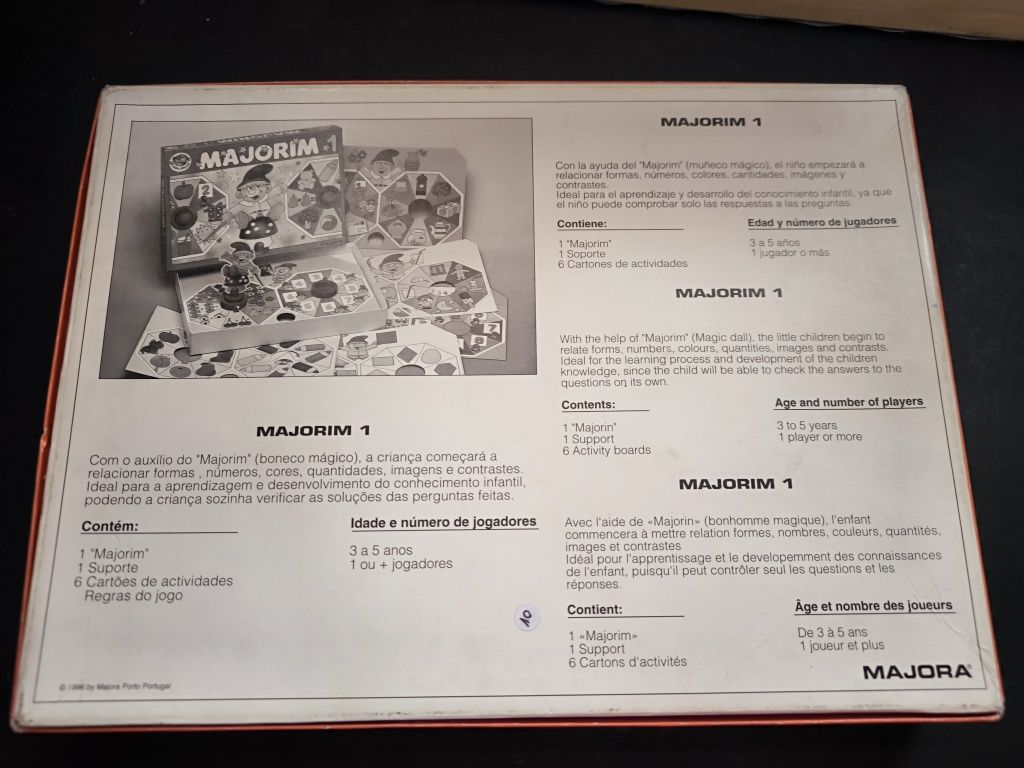 MAJORIM 1
MAJORIM 1
Com o auxílio do "Majorim" (boneco mágico), a criança começará a
relacionar formas , números, cores, quantidades, imagens e contrastes.
Ideal para a aprendizagem e desenvolvimento do conhecimento infantil,
podendo a criança sozinha verificar as soluções das perguntas feitas.
Contém:
1 "Majorim"
1 Suporte
6 Cartões de actividades
Regras do jogo
Idade e número de jogadores
3 a 5 anos
1 ou + jogadores
© 1996 by Majora Porto Portugal
MAJORIM 1
Con la ayuda del "Majorim" (muñeco mágico), el niño empezará a
relacionar formas, números, colores, cantidades, imágenes y
contrastes.
Ideal para el aprendizaje y desarrollo del conocimiento infantil, ya que
el niño puede comprobar solo las respuestas a las preguntas.
Contiene:
1 "Majorim"
1 Soporte
6 Cartones de actividades
Edad y número de jugadores
3 a 5 años
1 jugador o más
MAJORIM 1
With the help of "Majorim" (Magic dall), the little children begin to
relate forms, numbers, colours, quantities, images and contrasts.
Ideal for the learning process and development of the children
knowledge, since the child will be able to check the answers to the
questions on its own.
Contents:
1 "Majorin"
1 Support
6 Activity boards
Age and number of players
3 to 5 years
1 player or more
MAJORIM 1
Avec l'aide de «Majorin» (bonhomme magique), l'enfant
commencera à mettre relation formes, nombres, couleurs, quantités,
images et contrastes
Idéal pour l'apprentissage et le developemment des connaissances
de l'enfant, puisqu'il peut contrôler seul les questions et les
réponses.
Contient:
1 «Majorim»
1 Support
6 Cartons d'activités
Âge et nombre des joueurs
De 3 à 5 ans
1 joueur et plus
10
MAJORA®